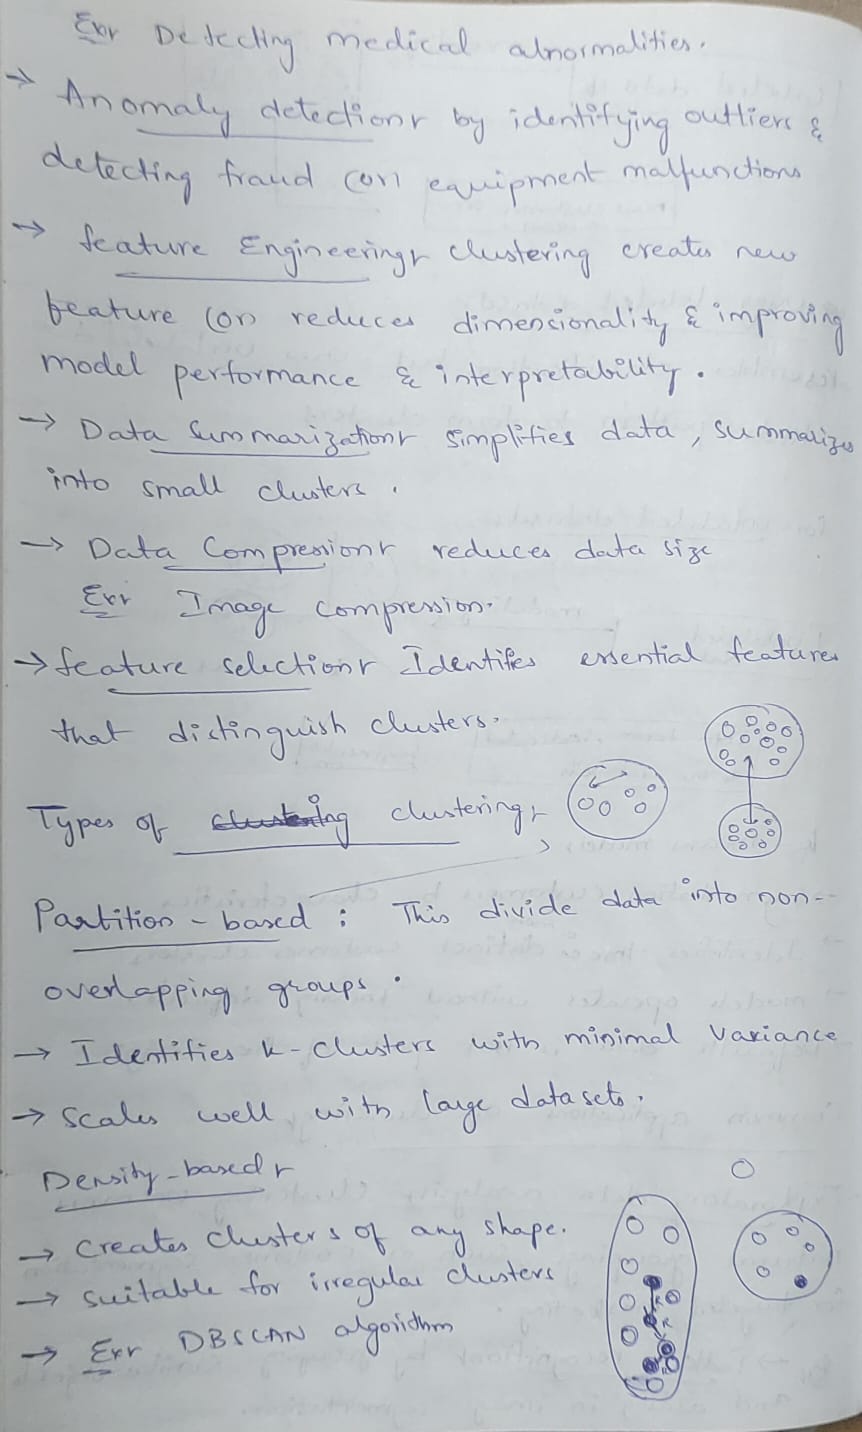 Ex:- Detecting medical abnormalities.
→ Anomaly detection:- by identifying outliers &
detecting fraud (or) equipment malfunctions
→ feature Engineering:- clustering creates new
feature (or) reduces dimensionality & improving
model performance & interpretability.
→ Data Summarization:- simplifies data, summarizes
into small clusters.
→ Data Compression:- reduces data size
Ex:- Image compression.
→ feature selection:- Identifies essential features
that distinguish clusters.
Types of clustering clustering:-
Partition-based : This divide data into non-
overlapping groups.
→ Identifies k-clusters with minimal variance
→ Scales well with large datasets.
Density-based:-
→ creates clusters of any shape.
→ suitable for irregular clusters
→ Ex:- DBSCAN algorithm